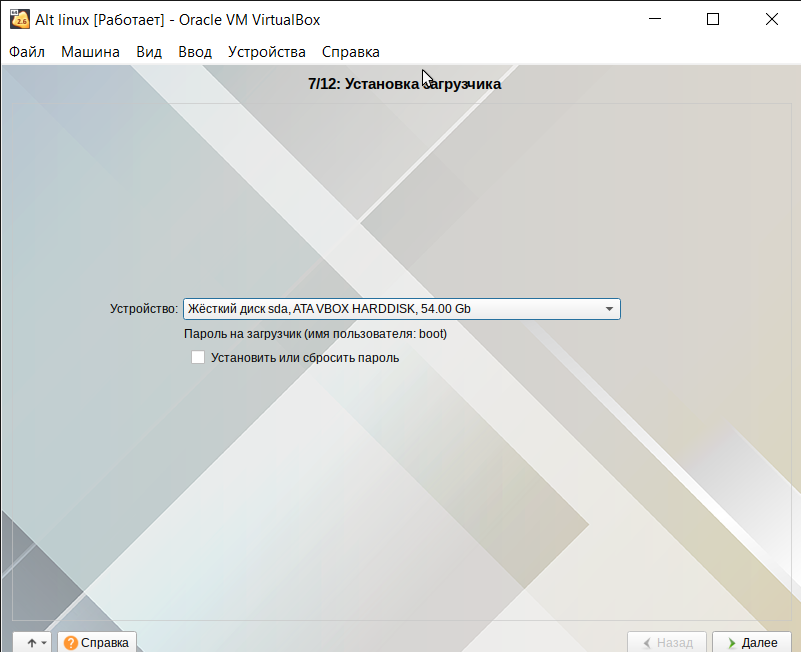 Alt linux [Работает] - Oracle VM VirtualBox
Файл Машина Вид Ввод Устройства Справка
7/12: Установка загрузчика
Устройство: Жёсткий диск sda, ATA VBOX HARDDISK, 54.00 Gb
Пароль на загрузчик (имя пользователя: boot)
Установить или сбросить пароль
Справка Назад Далее